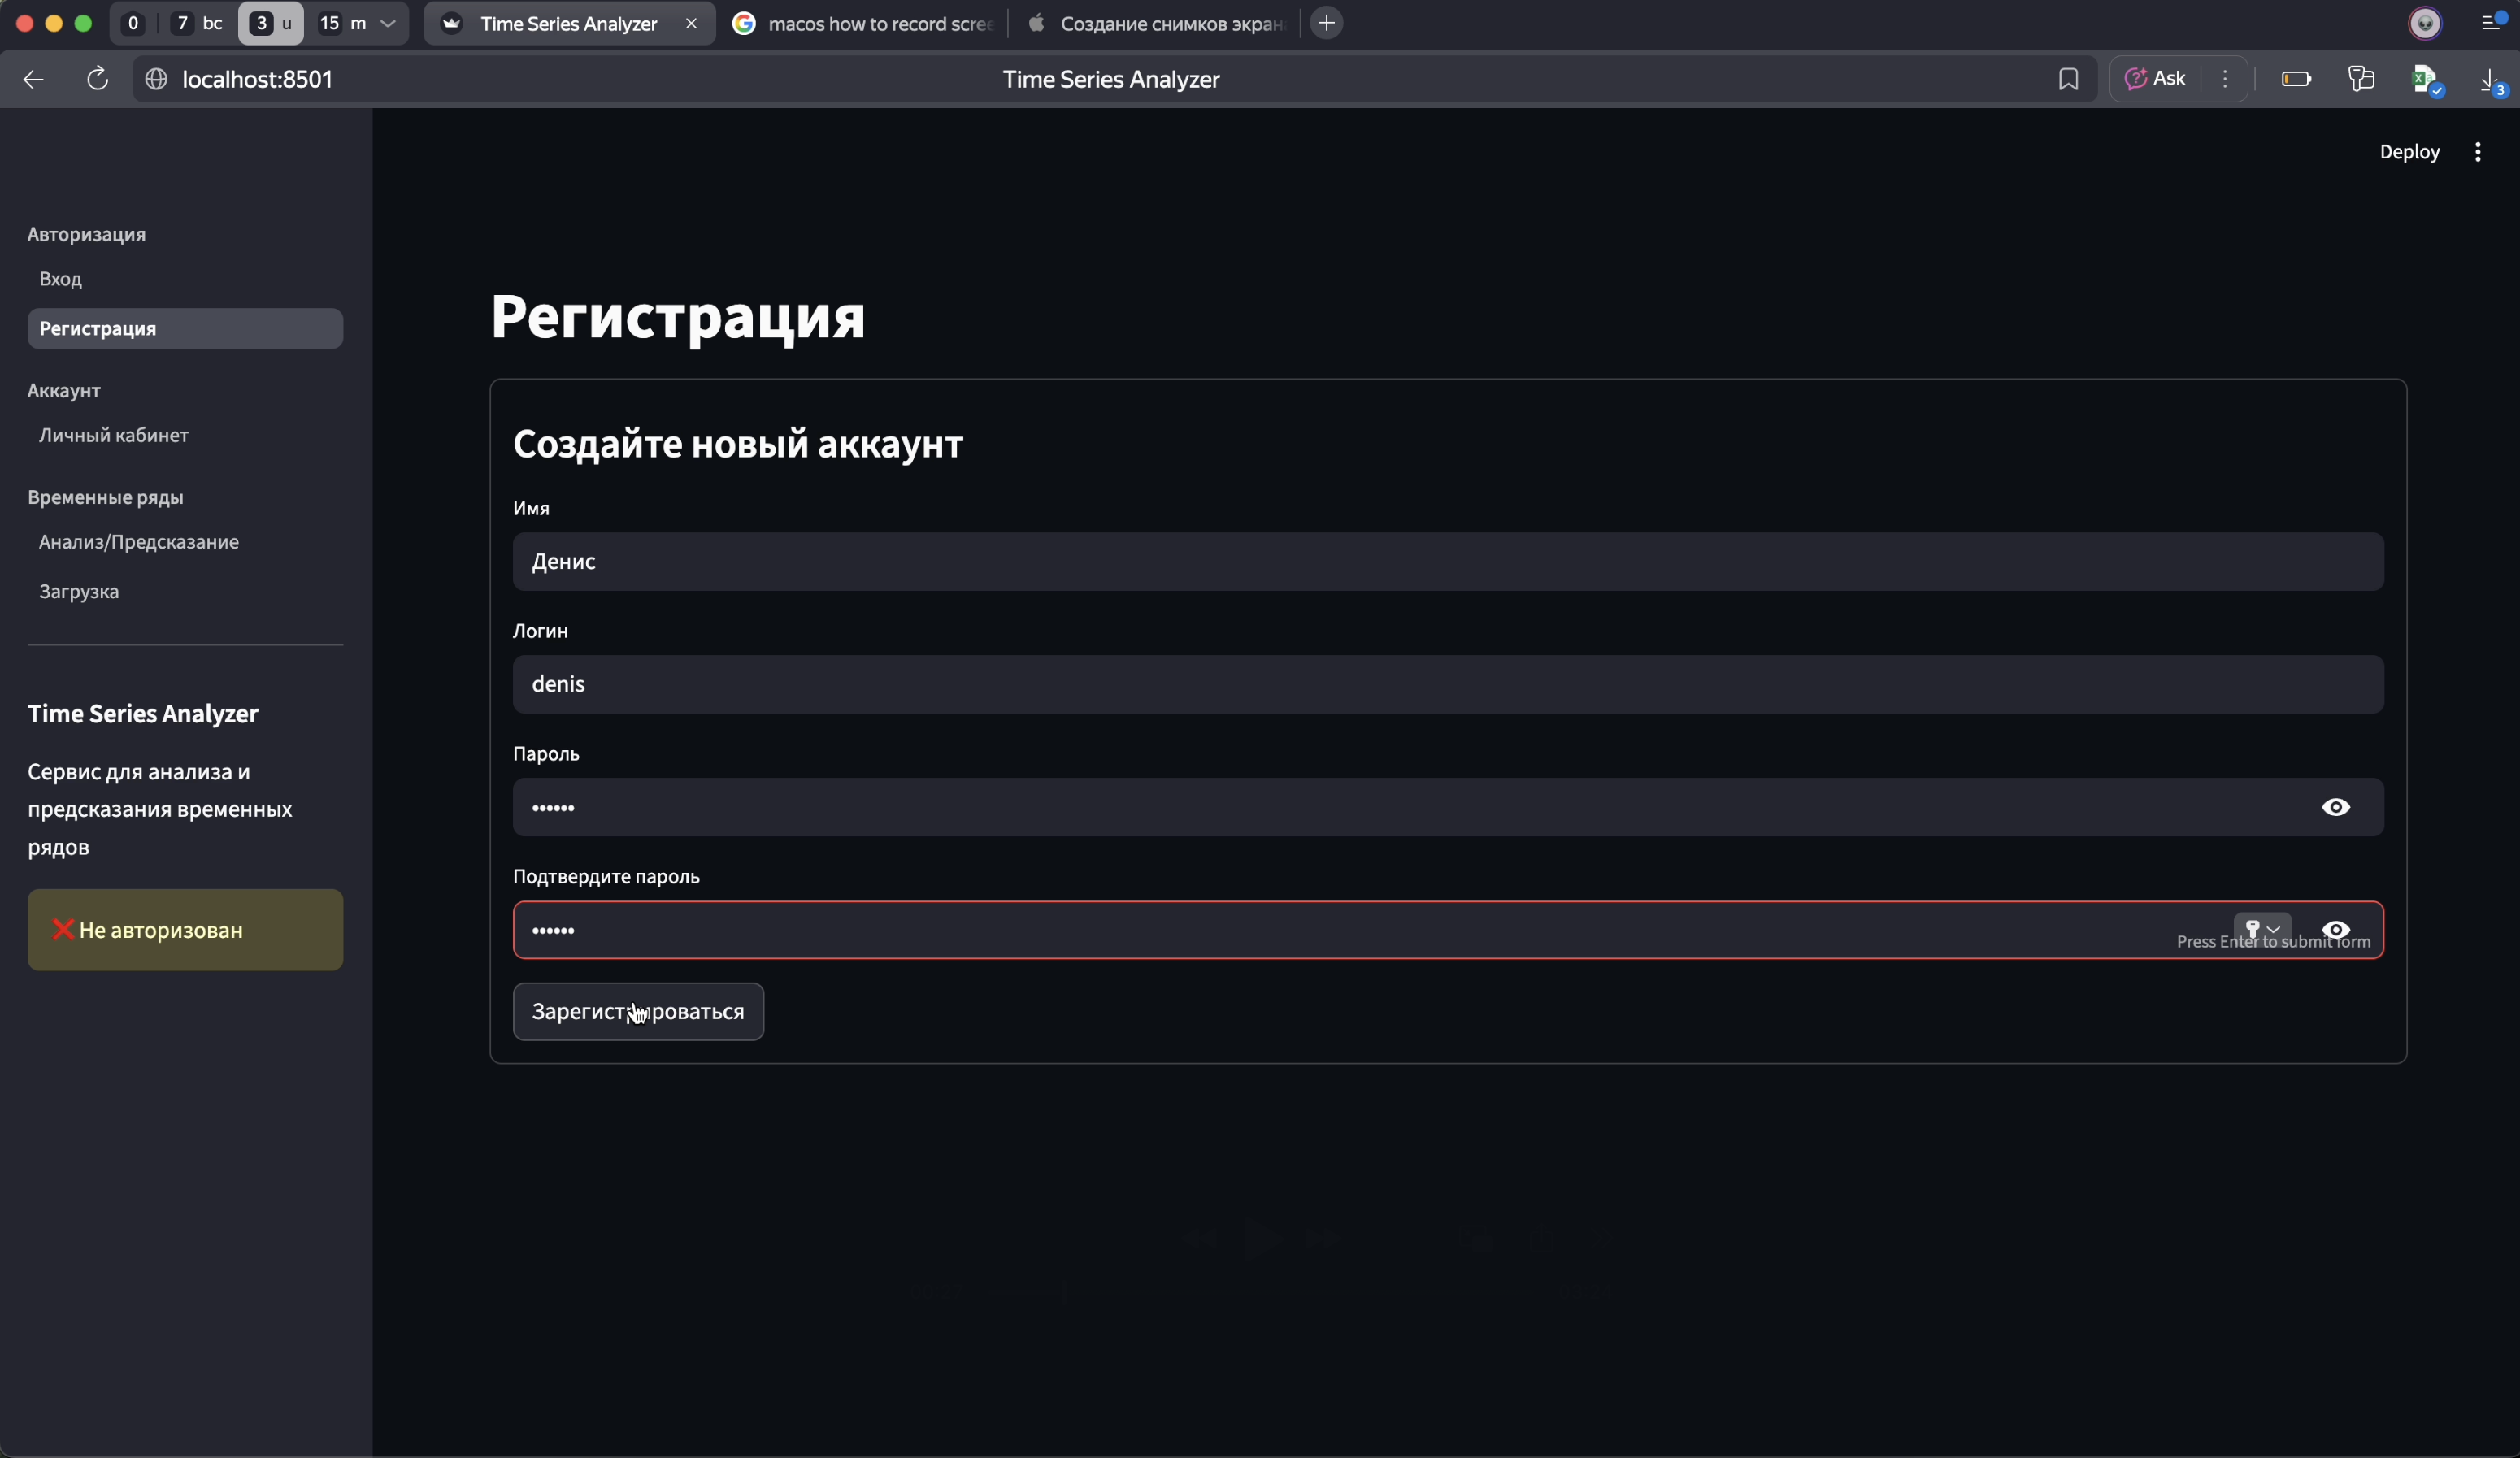 0
7 bc
3 u
15 m
Time Series Analyzer
macos how to record scree
Создание снимков экран
localhost:8501
Time Series Analyzer
Ask
3
Deploy
Авторизация
Вход
Регистрация
Аккаунт
Личный кабинет
Временные ряды
Анализ/Предсказание
Загрузка
Time Series Analyzer
Сервис для анализа и
предсказания временных
рядов
❌ Не авторизован
Регистрация
Создайте новый аккаунт
Имя
Денис
Логин
denis
Пароль
••••••
Подтвердите пароль
••••••
Press Enter to submit form
Зарегистрироваться